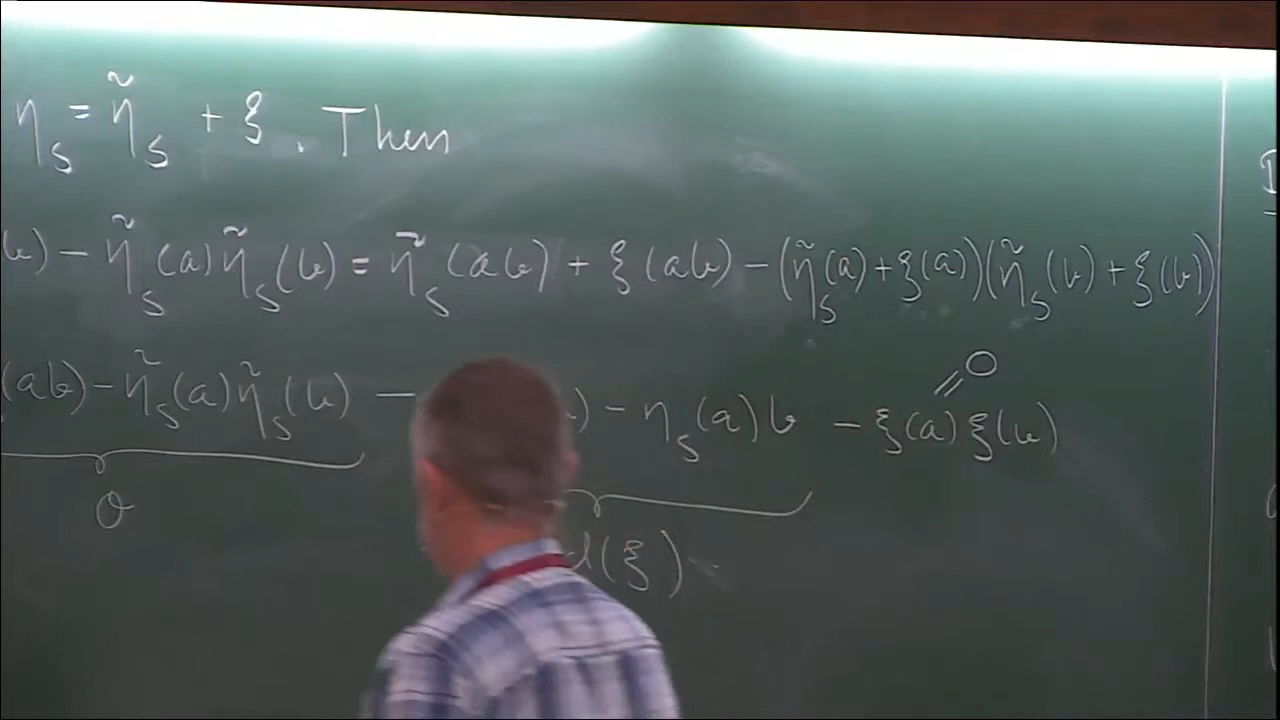 η_s = η̃_s + ξ. Then
b) − η̃_s(a)η̃_s(b) = η̃_s(ab) + ξ(ab) − (η̃_s(a)+ξ(a))(η̃_s(b)+ξ(b))
(ab) − η̃_s(a)η̃_s(b) − ) − η_s(a)b − ξ(a)ξ(b)
0
0
d(ξ)